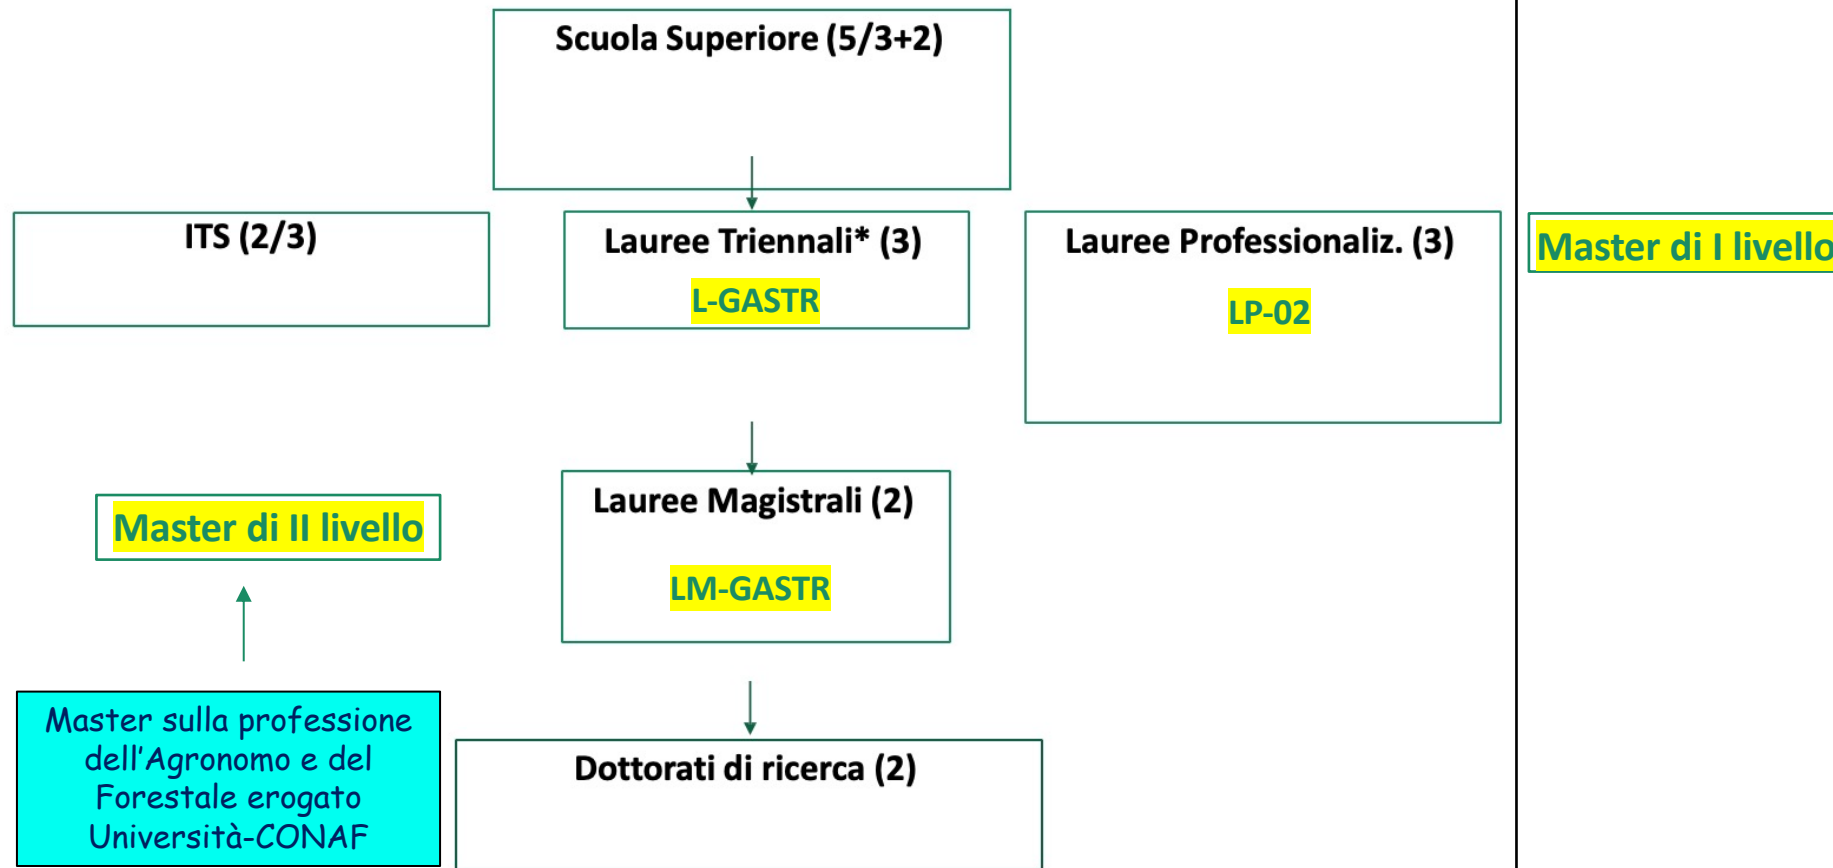 Scuola Superiore (5/3+2)
ITS (2/3)
Lauree Triennali* (3)
L-GASTR
Lauree Professionaliz. (3)
LP-02
Master di I livello
Lauree Magistrali (2)
LM-GASTR
Master di II livello
Master sulla professione
dell'Agronomo e del
Forestale erogato
Università-CONAF
Dottorati di ricerca (2)